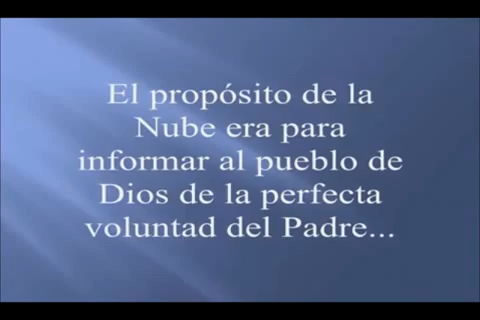 El propósito de la
Nube era para
informar al pueblo de
Dios de la perfecta
voluntad del Padre...